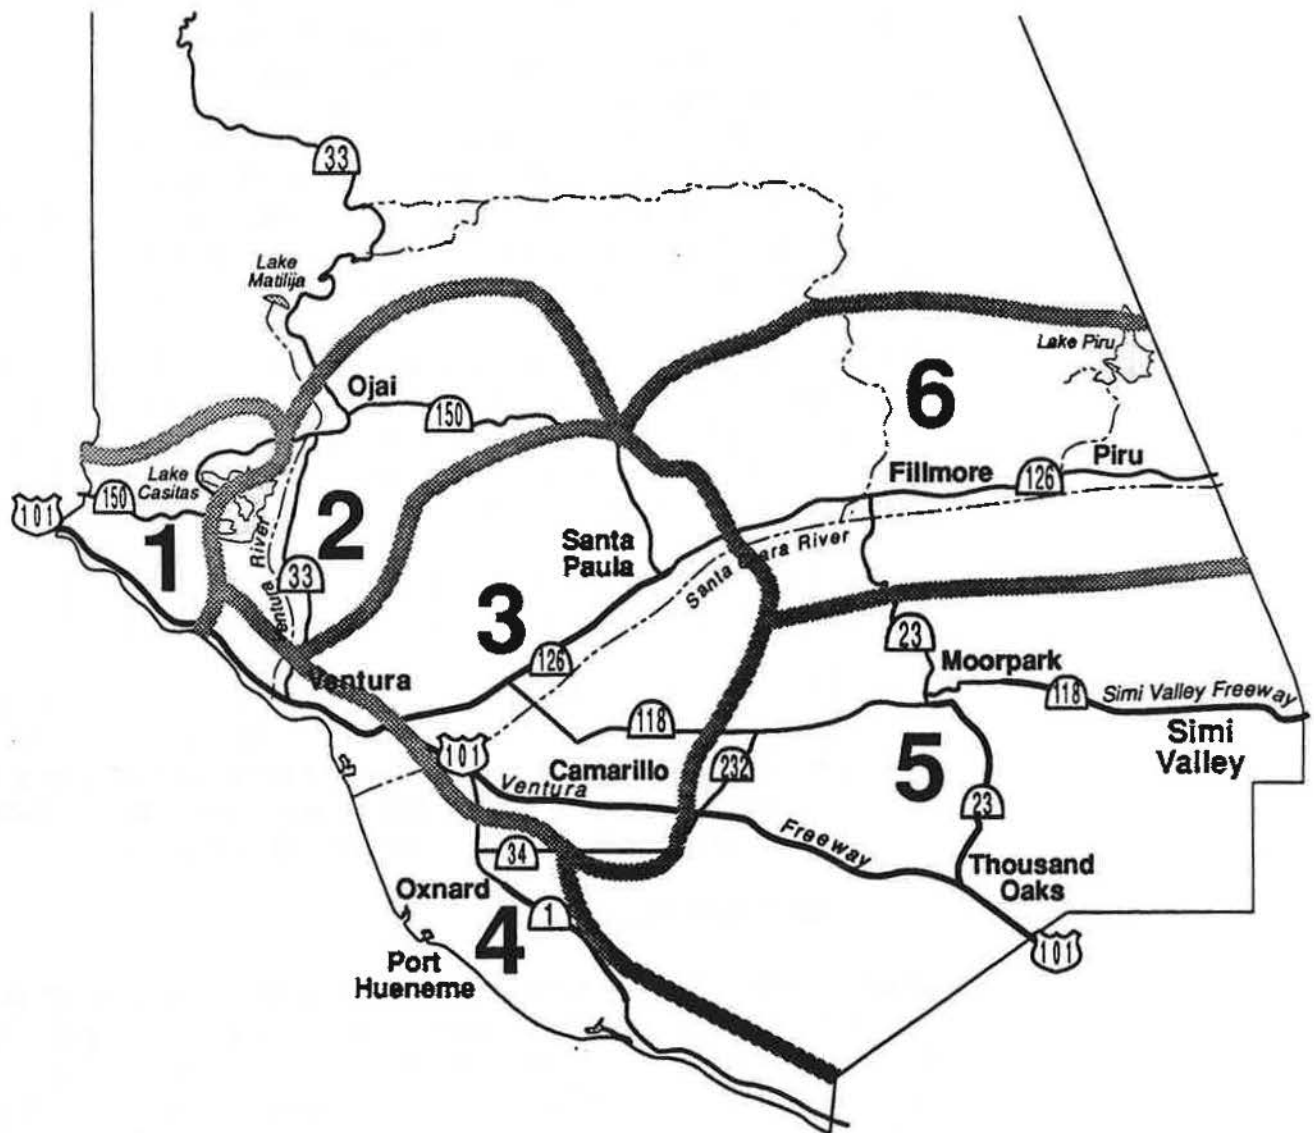 33
Lake
Matilija
Lake Piru
6
Ojai
150
Fillmore
126
Piru
Lake
Casitas
150
101
1
2
33
Ventura River
Santa
Paula
Santa Clara River
3
126
23
Moorpark
118
Simi Valley Freeway
Simi
Valley
Ventura
118
101
Camarillo
232
5
Ventura Freeway
23
34
Thousand
Oaks
Oxnard
1
4
101
Port
Hueneme